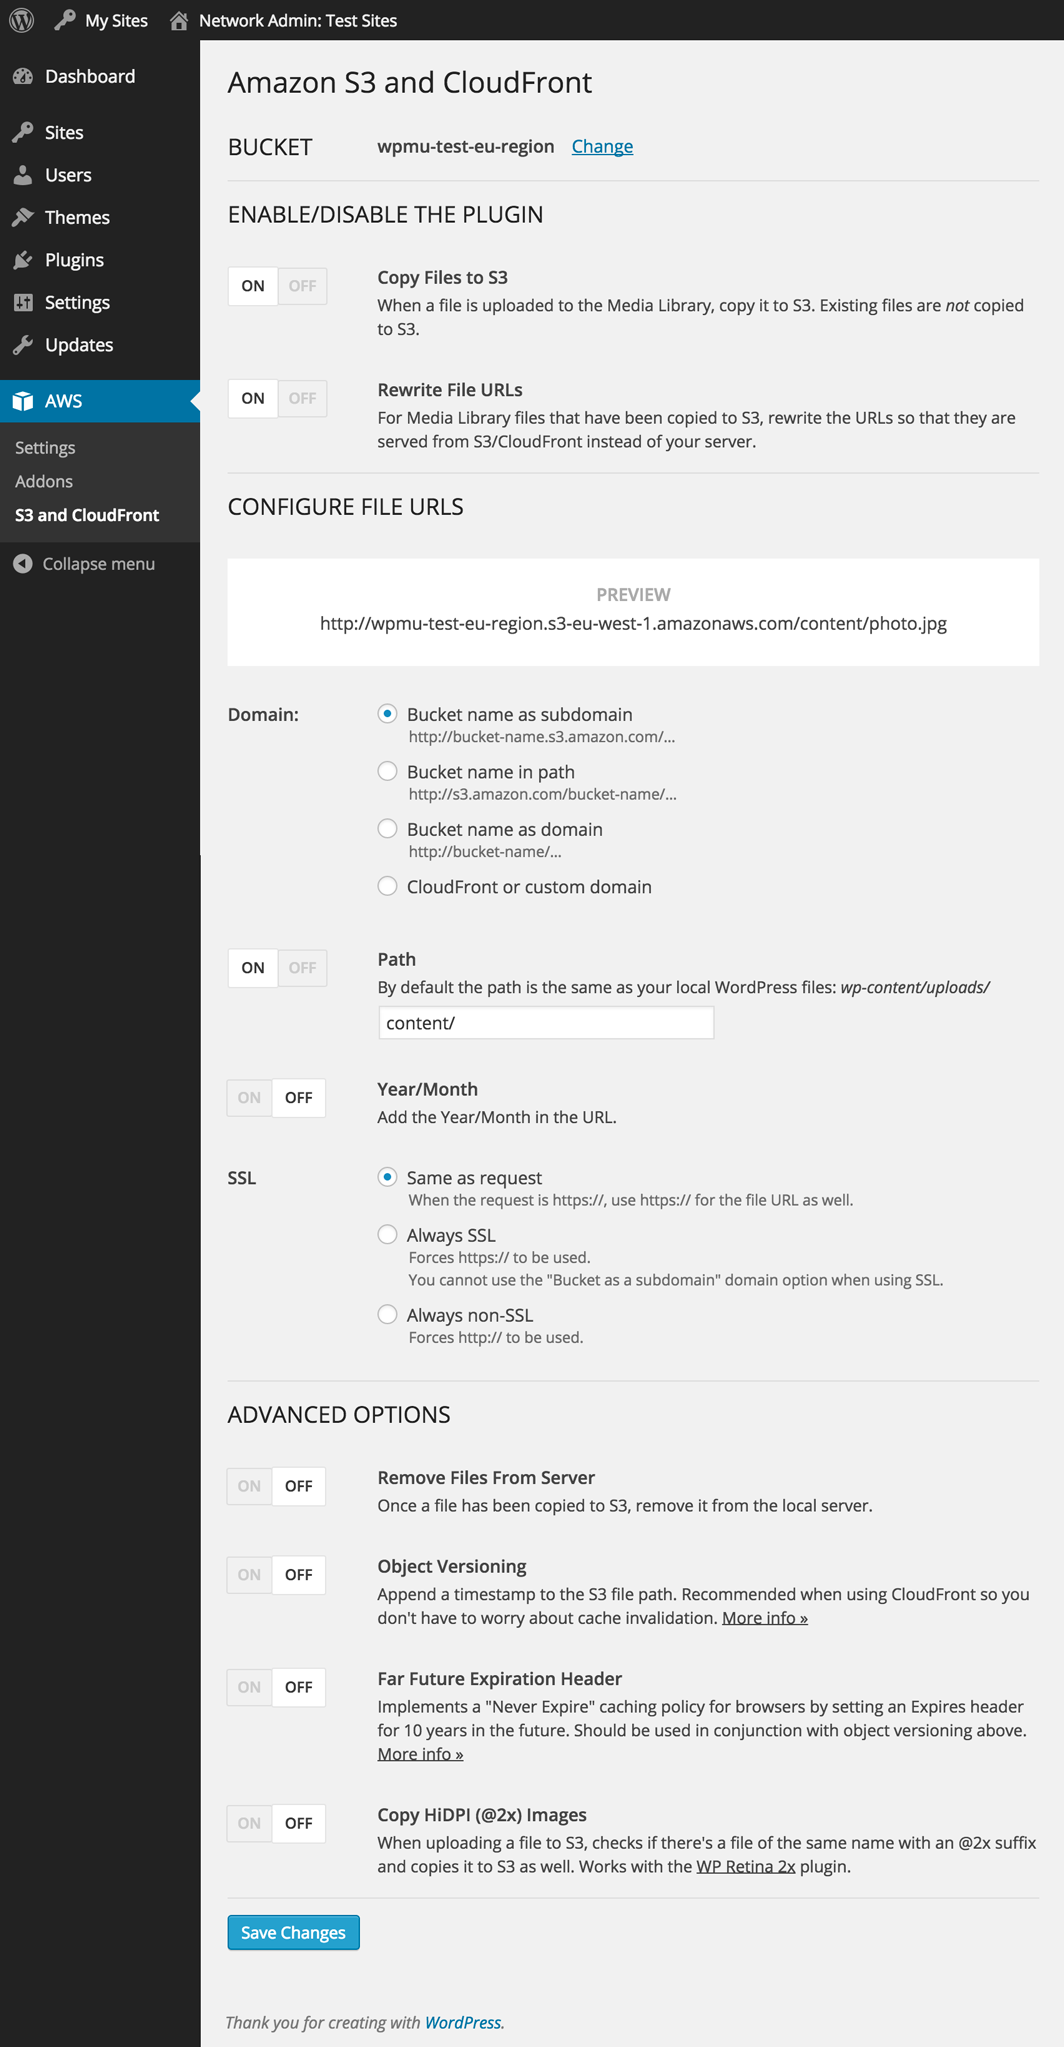 My Sites Network Admin: Test Sites
Dashboard
Sites
Users
Themes
Plugins
Settings
Updates
AWS
Settings
Addons
S3 and CloudFront
Collapse menu
Amazon S3 and CloudFront
BUCKET wpmu-test-eu-region Change
ENABLE/DISABLE THE PLUGIN
ON OFF
Copy Files to S3
When a file is uploaded to the Media Library, copy it to S3. Existing files are not copied
to S3.
ON OFF
Rewrite File URLs
For Media Library files that have been copied to S3, rewrite the URLs so that they are
served from S3/CloudFront instead of your server.
CONFIGURE FILE URLS
PREVIEW
http://wpmu-test-eu-region.s3-eu-west-1.amazonaws.com/content/photo.jpg
Domain:
Bucket name as subdomain
http://bucket-name.s3.amazon.com/...
Bucket name in path
http://s3.amazon.com/bucket-name/...
Bucket name as domain
http://bucket-name/...
CloudFront or custom domain
ON OFF
Path
By default the path is the same as your local WordPress files: wp-content/uploads/
content/
ON OFF
Year/Month
Add the Year/Month in the URL.
SSL
Same as request
When the request is https://, use https:// for the file URL as well.
Always SSL
Forces https:// to be used.
You cannot use the "Bucket as a subdomain" domain option when using SSL.
Always non-SSL
Forces http:// to be used.
ADVANCED OPTIONS
ON OFF
Remove Files From Server
Once a file has been copied to S3, remove it from the local server.
ON OFF
Object Versioning
Append a timestamp to the S3 file path. Recommended when using CloudFront so you
don't have to worry about cache invalidation. More info »
ON OFF
Far Future Expiration Header
Implements a "Never Expire" caching policy for browsers by setting an Expires header
for 10 years in the future. Should be used in conjunction with object versioning above.
More info »
ON OFF
Copy HiDPI (@2x) Images
When uploading a file to S3, checks if there's a file of the same name with an @2x suffix
and copies it to S3 as well. Works with the WP Retina 2x plugin.
Save Changes
Thank you for creating with WordPress.